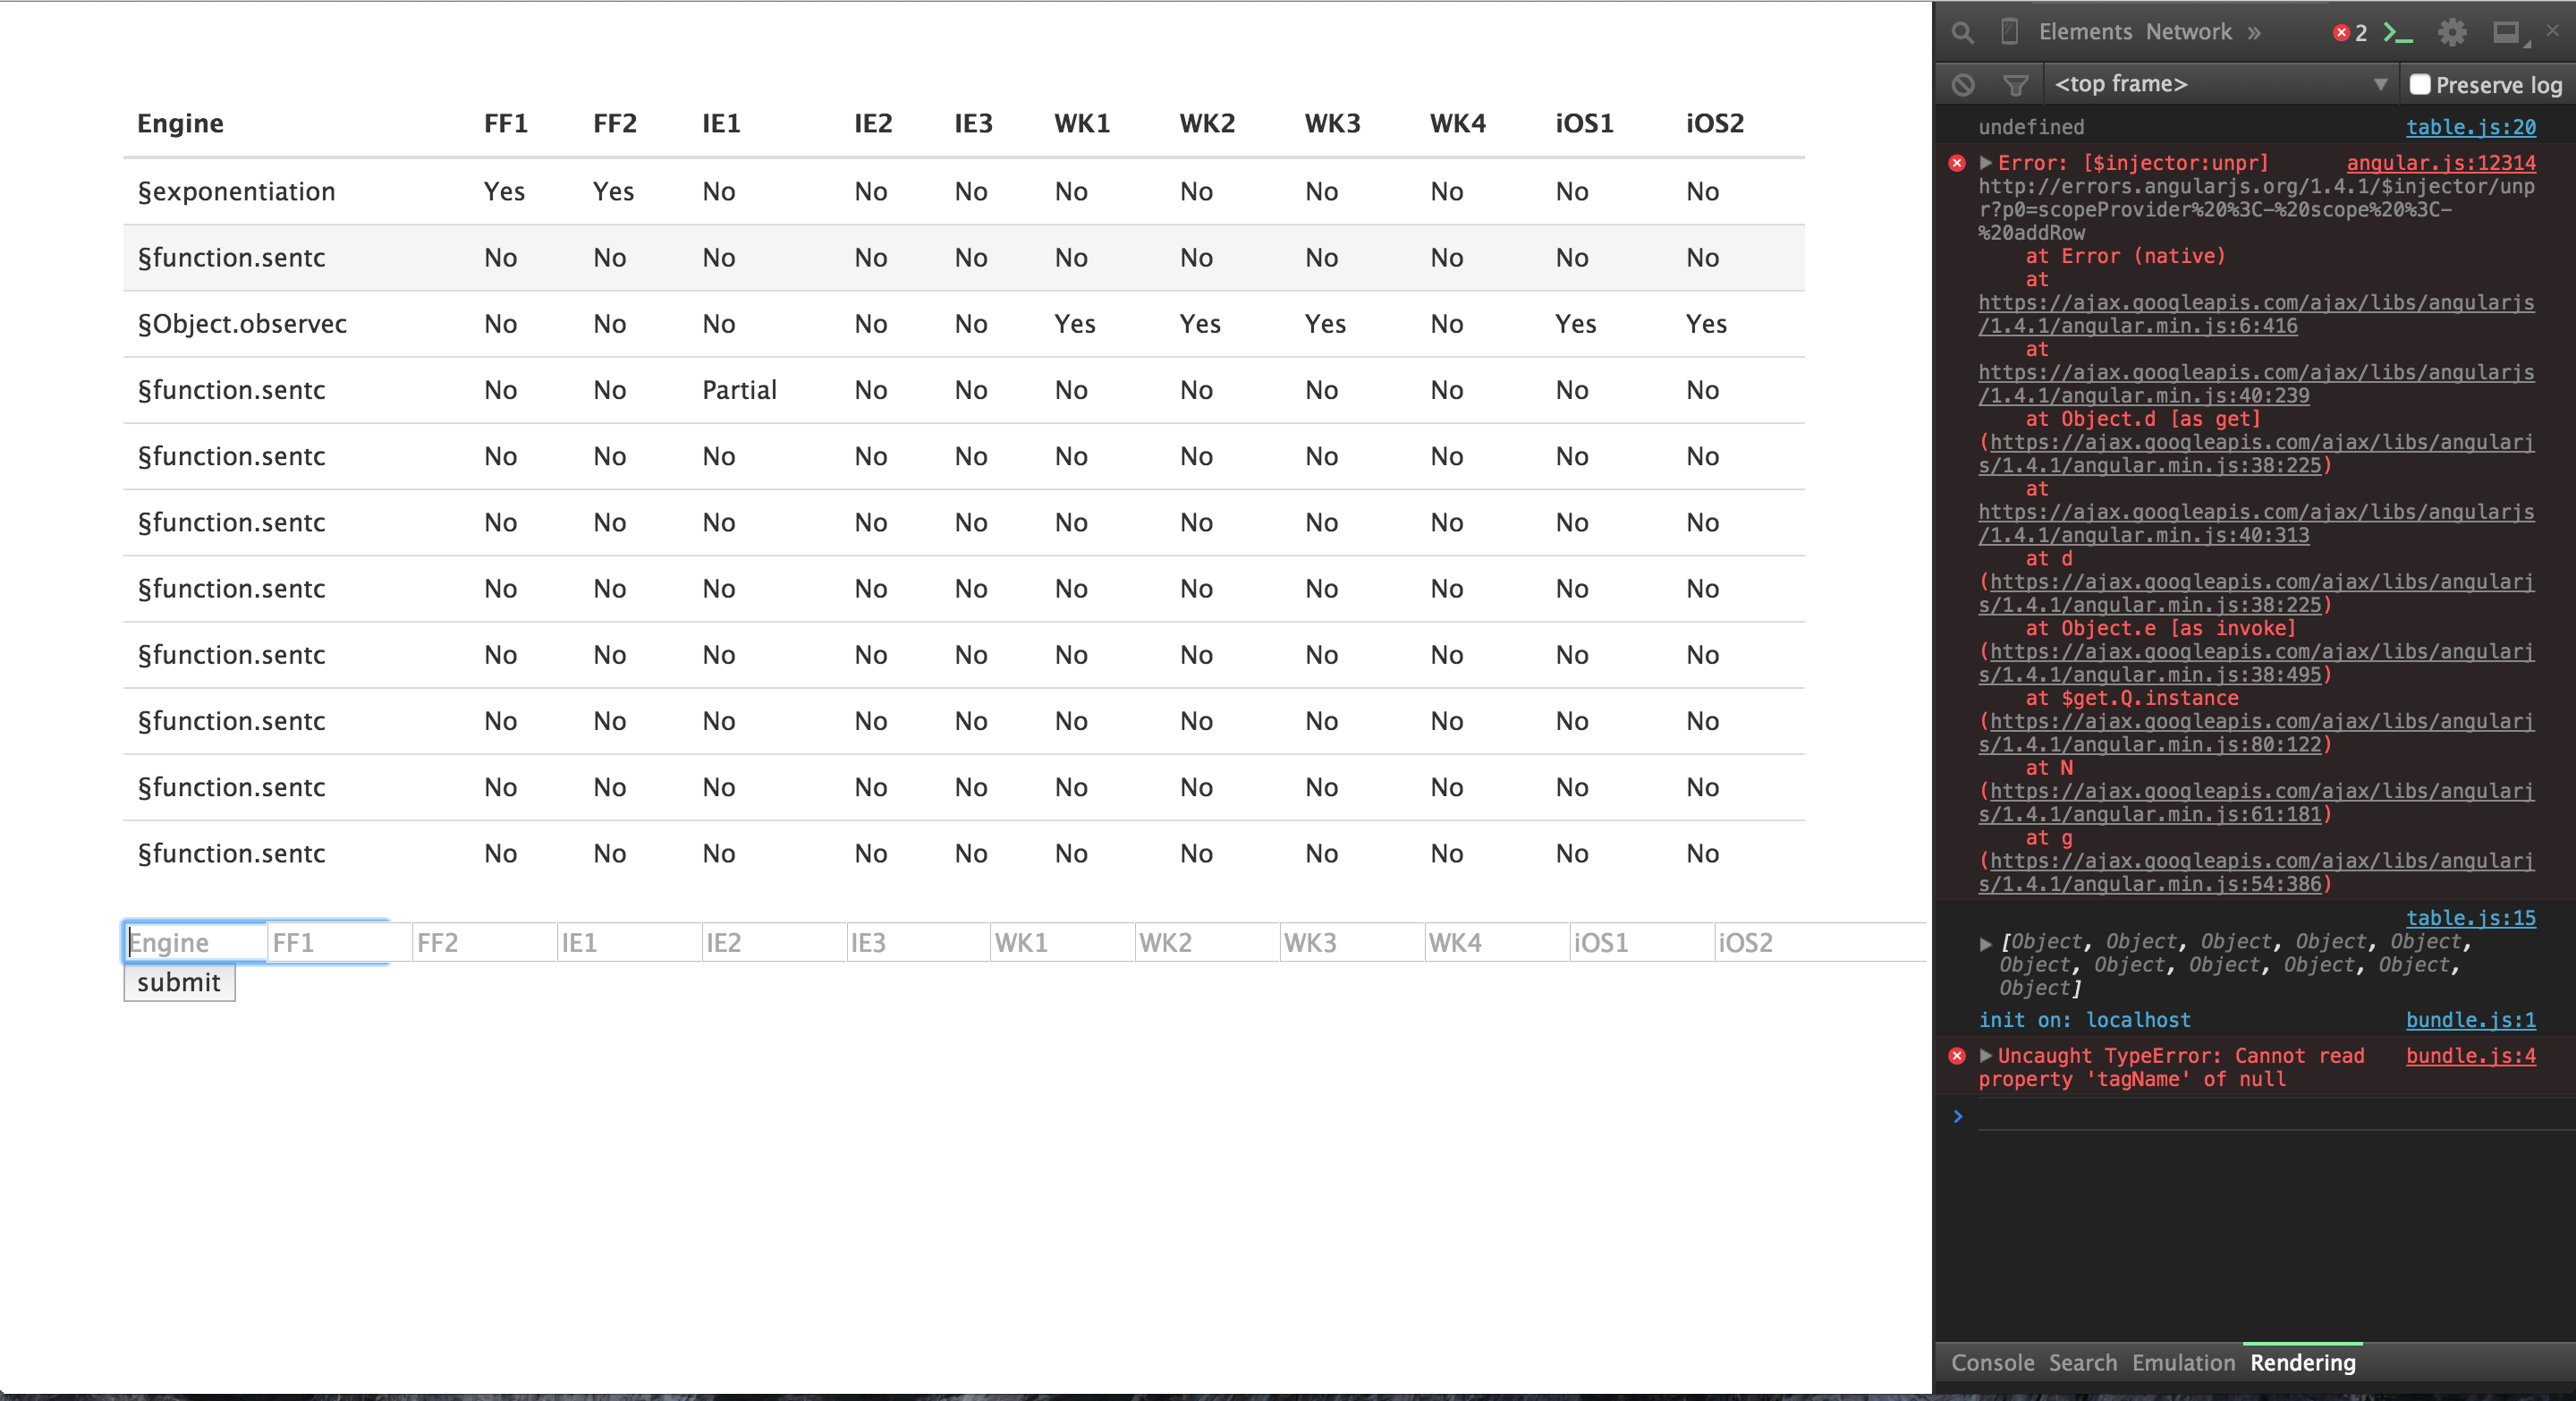 Engine FF1 FF2 IE1 IE2 IE3 WK1 WK2 WK3 WK4 iOS1 iOS2
§exponentiation Yes Yes No No No No No No No No No
§function.sentc No No No No No No No No No No No
§Object.observec No No No No No Yes Yes Yes No Yes Yes
§function.sentc No No Partial No No No No No No No No
§function.sentc No No No No No No No No No No No
§function.sentc No No No No No No No No No No No
§function.sentc No No No No No No No No No No No
§function.sentc No No No No No No No No No No No
§function.sentc No No No No No No No No No No No
§function.sentc No No No No No No No No No No No
§function.sentc No No No No No No No No No No No
Engine FF1 FF2 IE1 IE2 IE3 WK1 WK2 WK3 WK4 iOS1 iOS2
submit
Elements Network » 2
<top frame> Preserve log
undefined table.js:20
Error: [$injector:unpr] angular.js:12314
http://errors.angularjs.org/1.4.1/$injector/unp
r?p0=scopeProvider%20%3C-%20scope%20%3C-
%20addRow
at Error (native)
at
https://ajax.googleapis.com/ajax/libs/angularjs
/1.4.1/angular.min.js:6:416
at
https://ajax.googleapis.com/ajax/libs/angularjs
/1.4.1/angular.min.js:40:239
at Object.d [as get]
(https://ajax.googleapis.com/ajax/libs/angularj
s/1.4.1/angular.min.js:38:225)
at
https://ajax.googleapis.com/ajax/libs/angularjs
/1.4.1/angular.min.js:40:313
at d
(https://ajax.googleapis.com/ajax/libs/angularj
s/1.4.1/angular.min.js:38:225)
at Object.e [as invoke]
(https://ajax.googleapis.com/ajax/libs/angularj
s/1.4.1/angular.min.js:38:495)
at $get.Q.instance
(https://ajax.googleapis.com/ajax/libs/angularj
s/1.4.1/angular.min.js:80:122)
at N
(https://ajax.googleapis.com/ajax/libs/angularj
s/1.4.1/angular.min.js:61:181)
at g
(https://ajax.googleapis.com/ajax/libs/angularj
s/1.4.1/angular.min.js:54:386)
table.js:15
[Object, Object, Object, Object, Object,
Object, Object, Object, Object, Object,
Object]
init on: localhost bundle.js:1
Uncaught TypeError: Cannot read bundle.js:4
property 'tagName' of null
Console Search Emulation Rendering